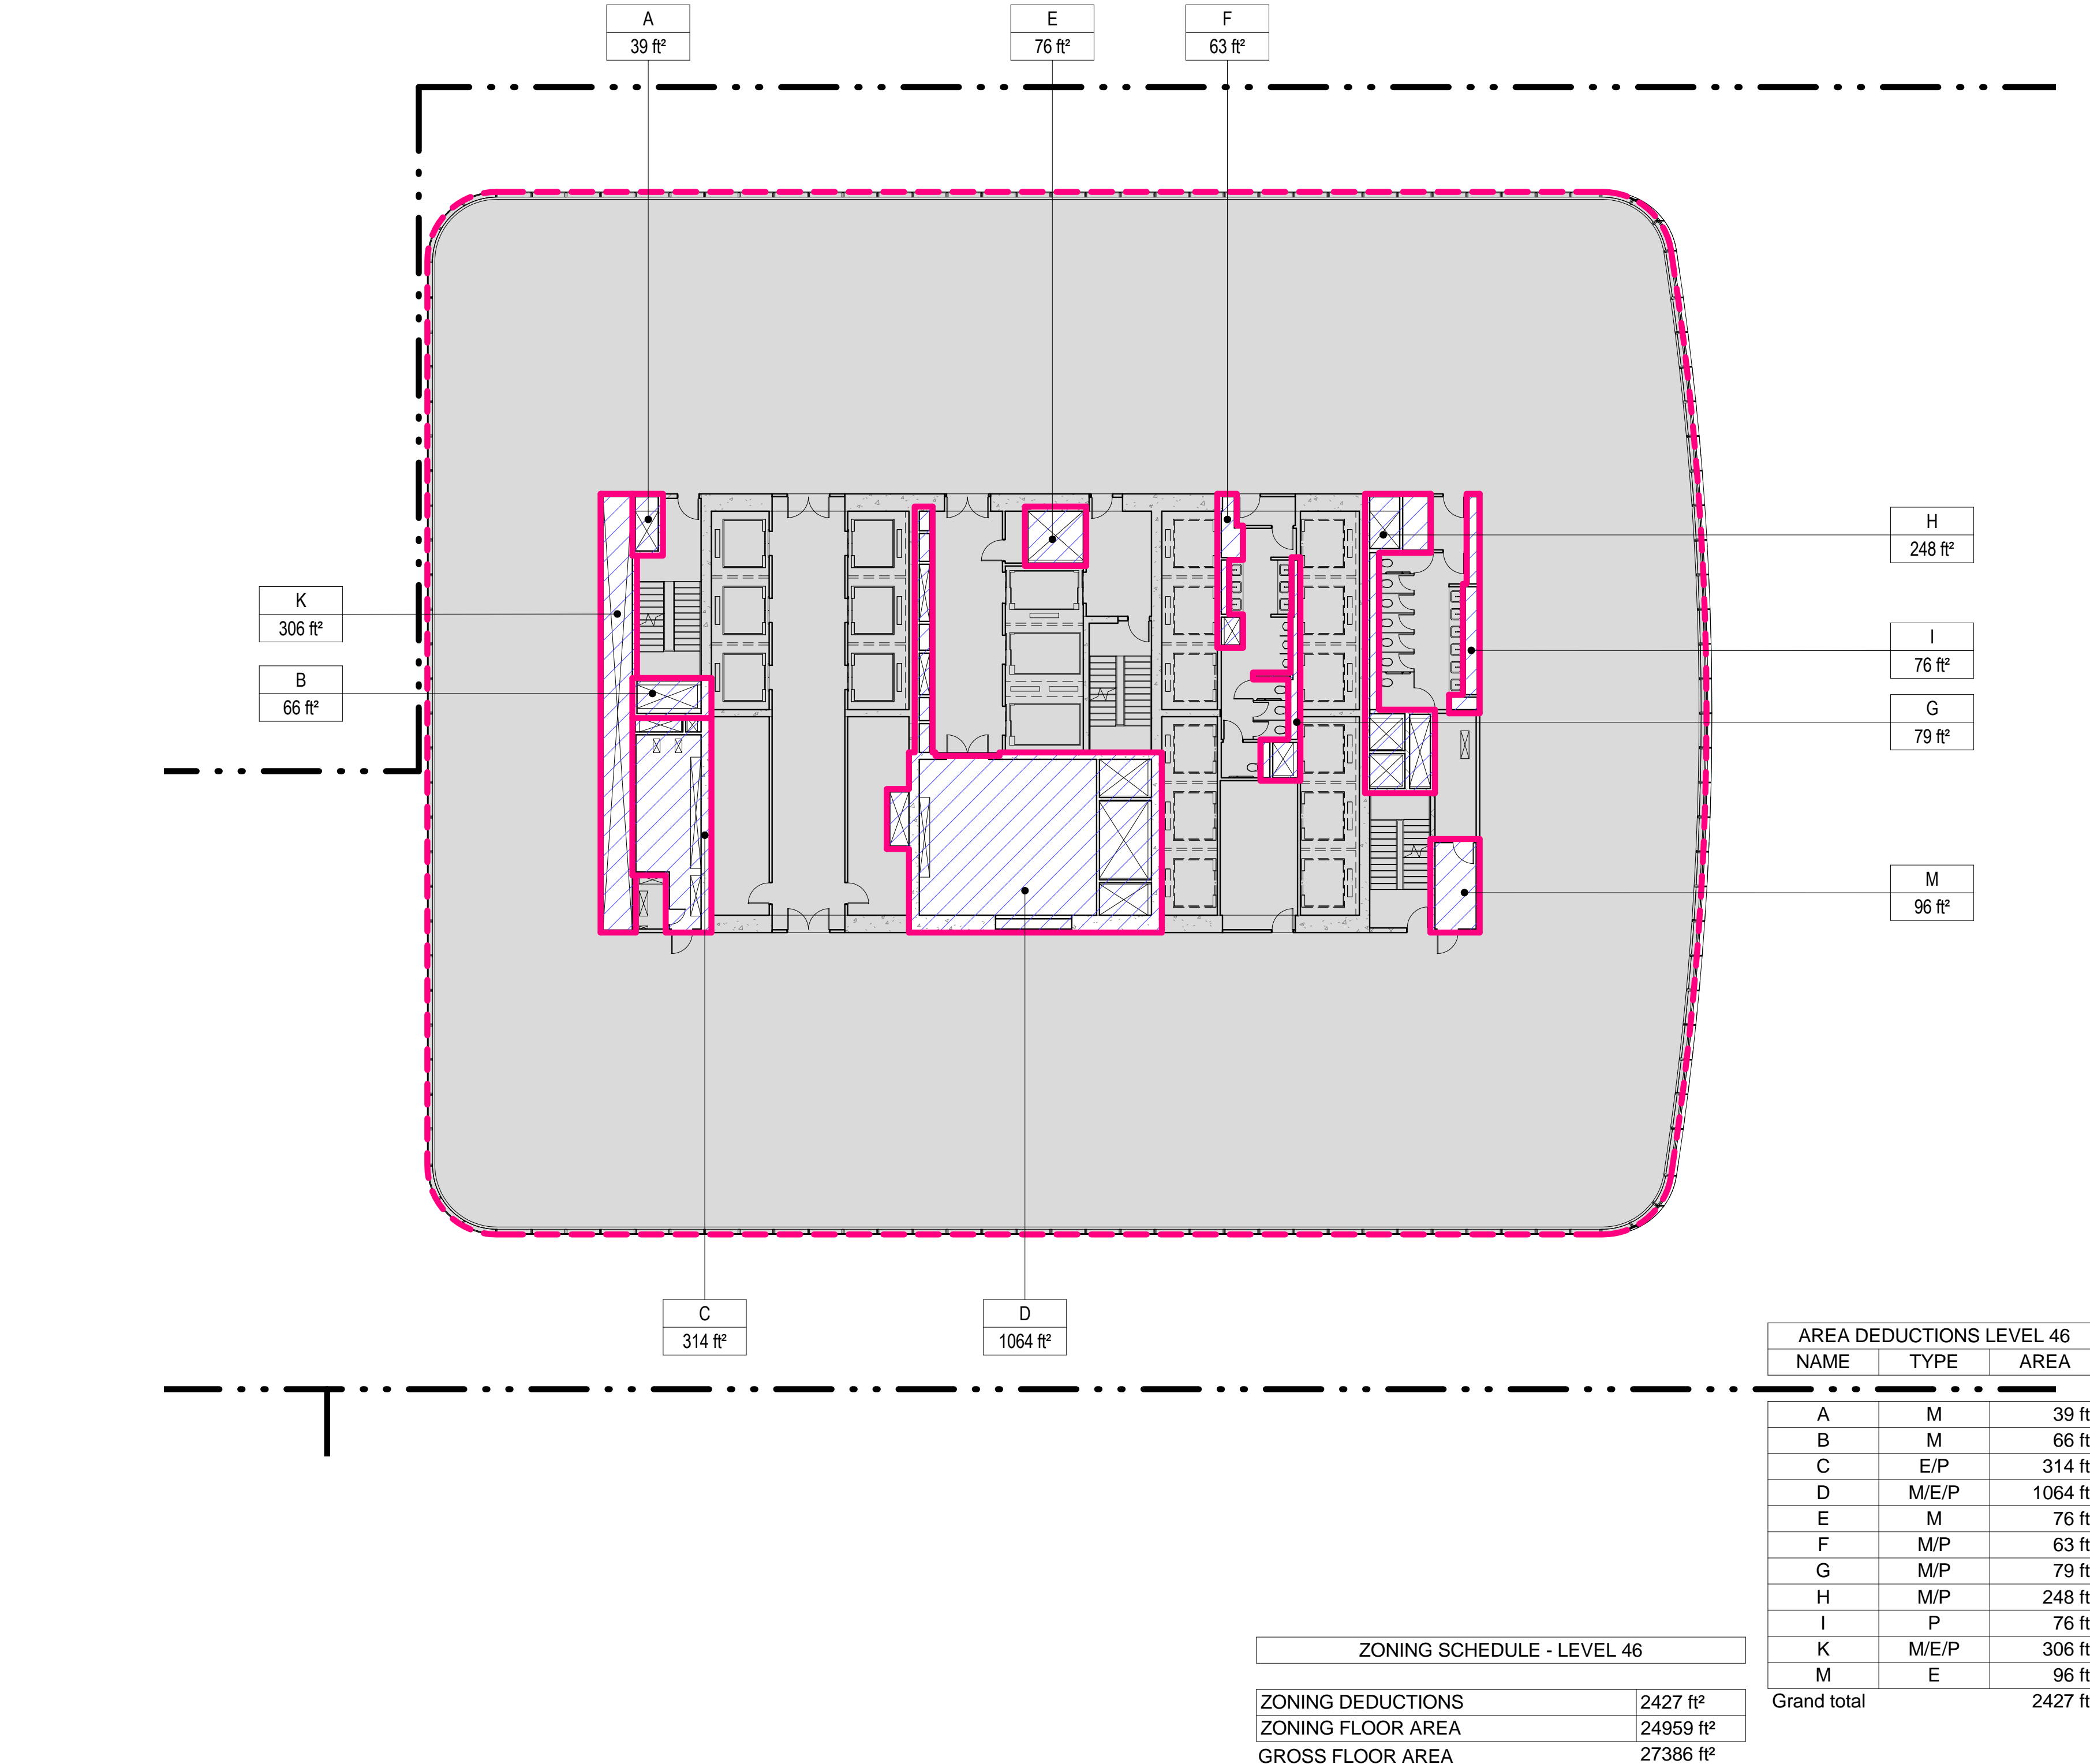 A
39 ft²
E
76 ft²
F
63 ft²
H
248 ft²
K
306 ft²
I
76 ft²
B
66 ft²
G
79 ft²
M
96 ft²
C
314 ft²
D
1064 ft²
AREA DEDUCTIONS LEVEL 46
NAME TYPE AREA
A M 39 ft
B M 66 ft
C E/P 314 ft
D M/E/P 1064 ft
E M 76 ft
F M/P 63 ft
G M/P 79 ft
H M/P 248 ft
I P 76 ft
K M/E/P 306 ft
M E 96 ft
Grand total 2427 ft
ZONING SCHEDULE - LEVEL 46
ZONING DEDUCTIONS 2427 ft²
ZONING FLOOR AREA 24959 ft²
GROSS FLOOR AREA 27386 ft²